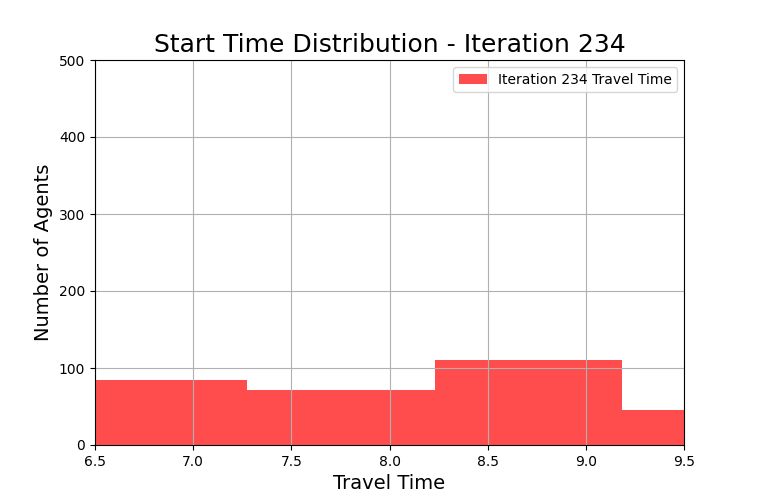 Start Time Distribution - Iteration 234
500
400
300
200
100
0
Number of Agents
Iteration 234 Travel Time
6.5 7.0 7.5 8.0 8.5 9.0 9.5
Travel Time